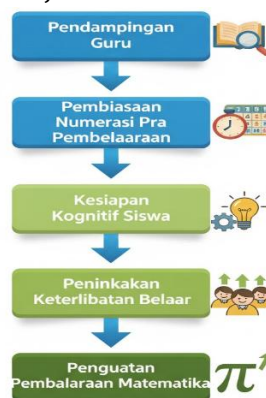 Pendampingan
Guru
Pembiasaan
Numerasi Pra
Pembelaaraan
Kesiapan
Kognitif Siswa
Peninkakan
Keterlibatan Belaar
Penguatan
Pembalaraan Matematika
π